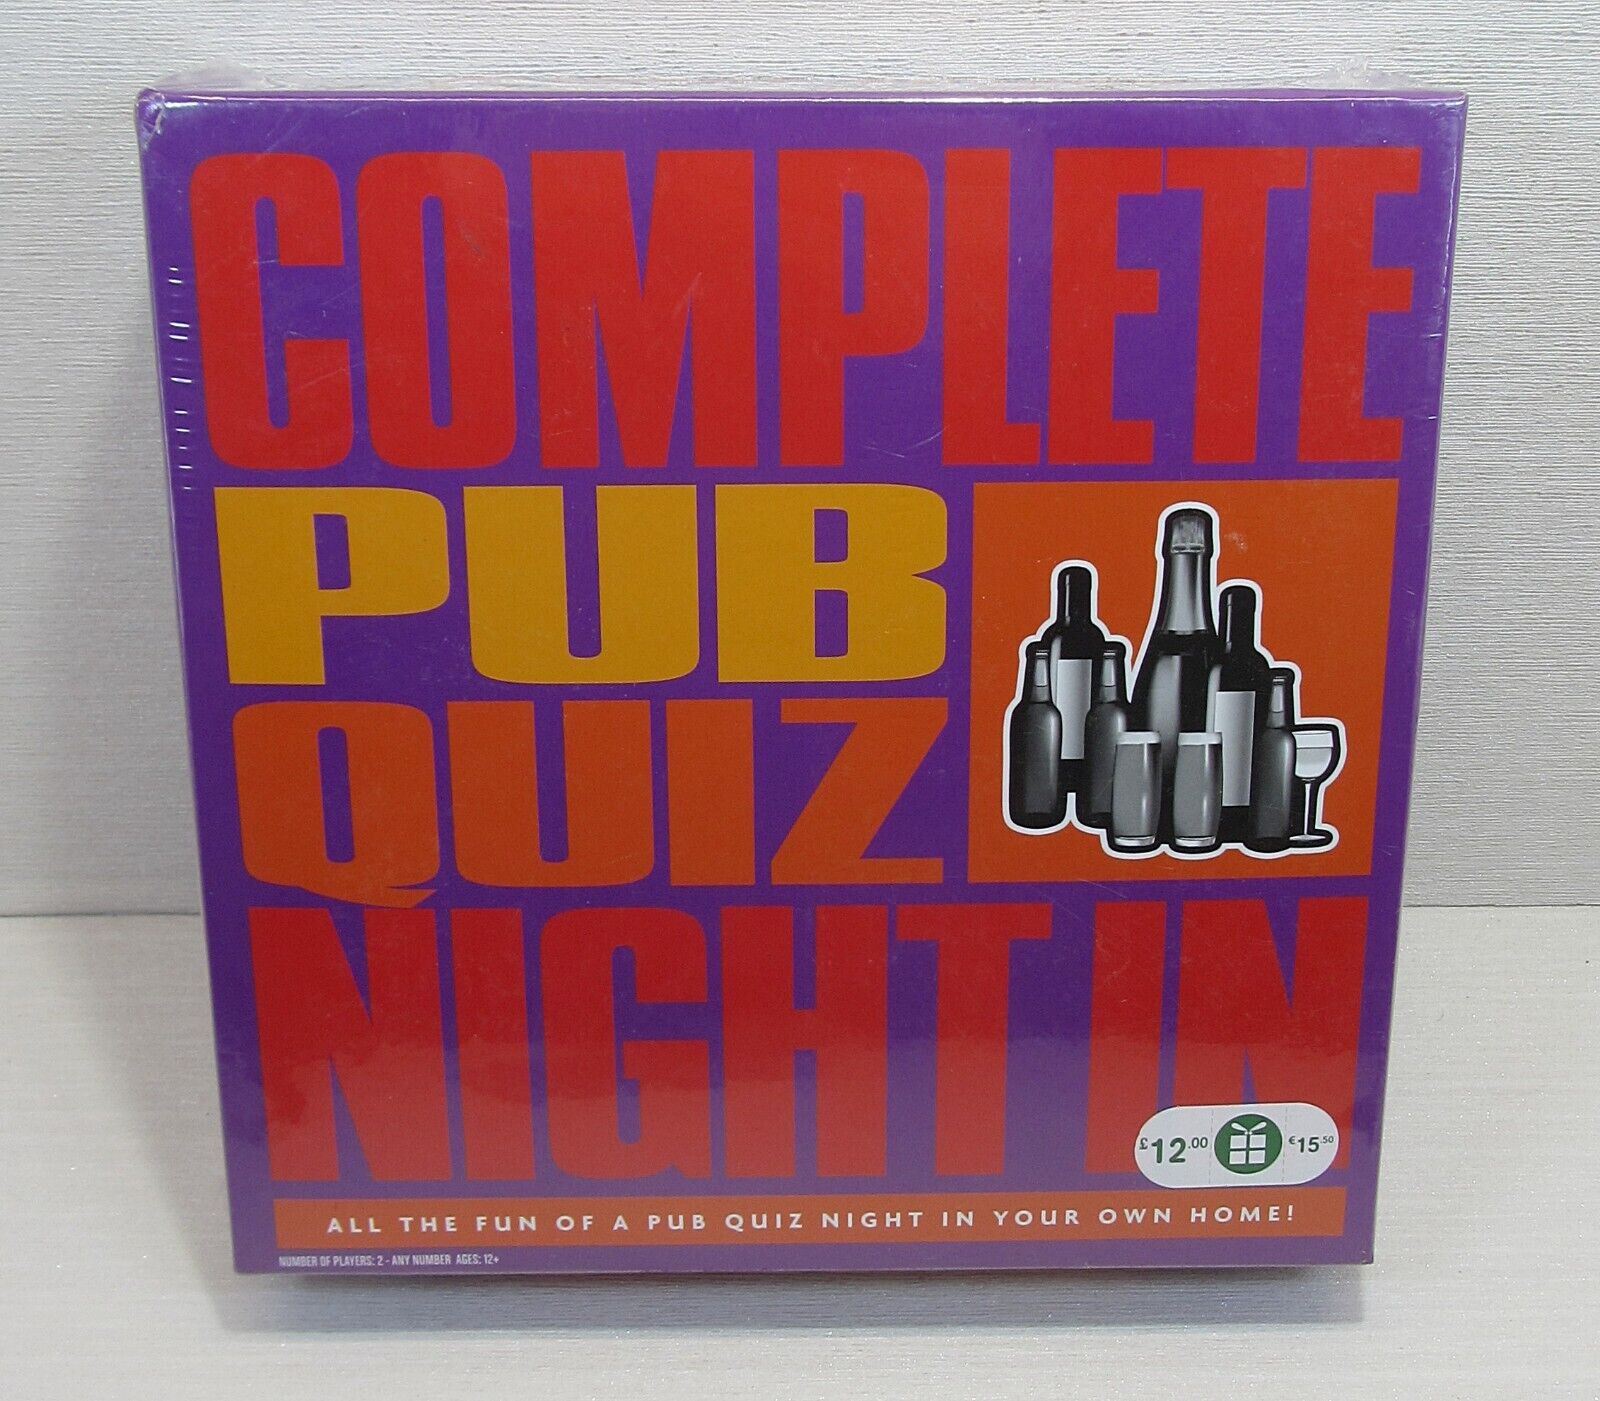 COMPLETE
PUB
QUIZ
NIGHT IN
£12.00 €15.50
ALL THE FUN OF A PUB QUIZ NIGHT IN YOUR OWN HOME!
NUMBER OF PLAYERS: 2 - ANY NUMBER AGES: 12+